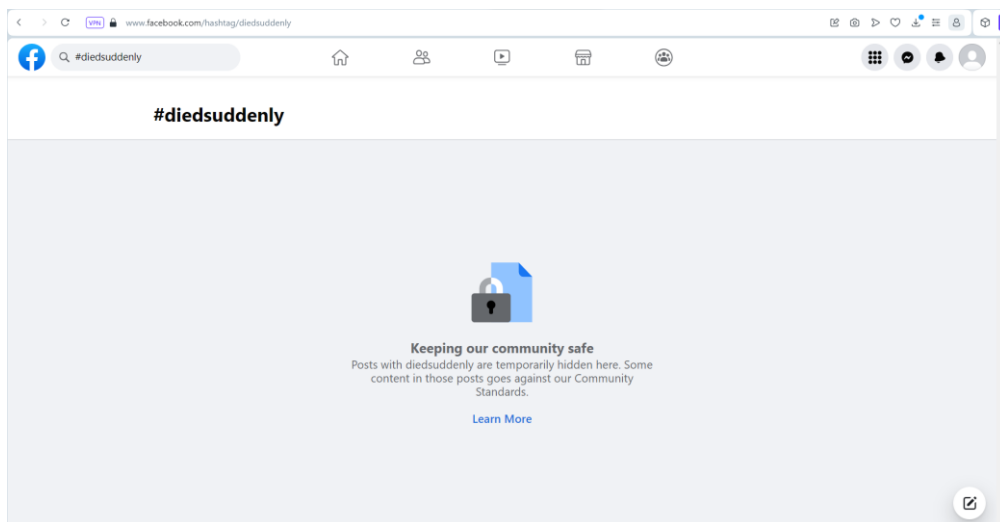 VPN
www.facebook.com/hashtag/diedsuddenly
#diedsuddenly
#diedsuddenly
Keeping our community safe
Posts with diedsuddenly are temporarily hidden here. Some
content in those posts goes against our Community
Standards.
Learn More